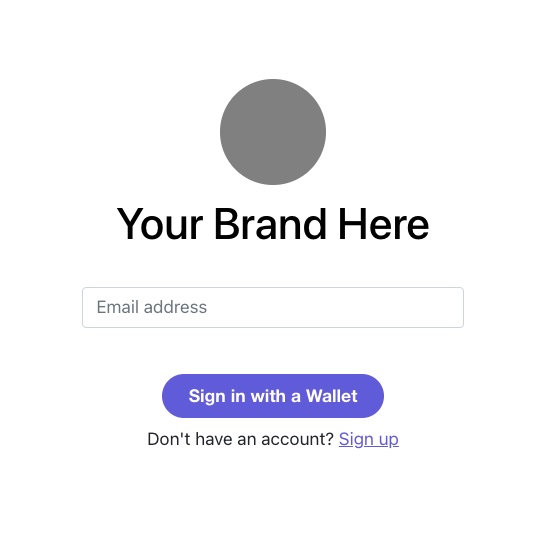 Your Brand Here
Email address
Sign in with a Wallet
Don't have an account? Sign up